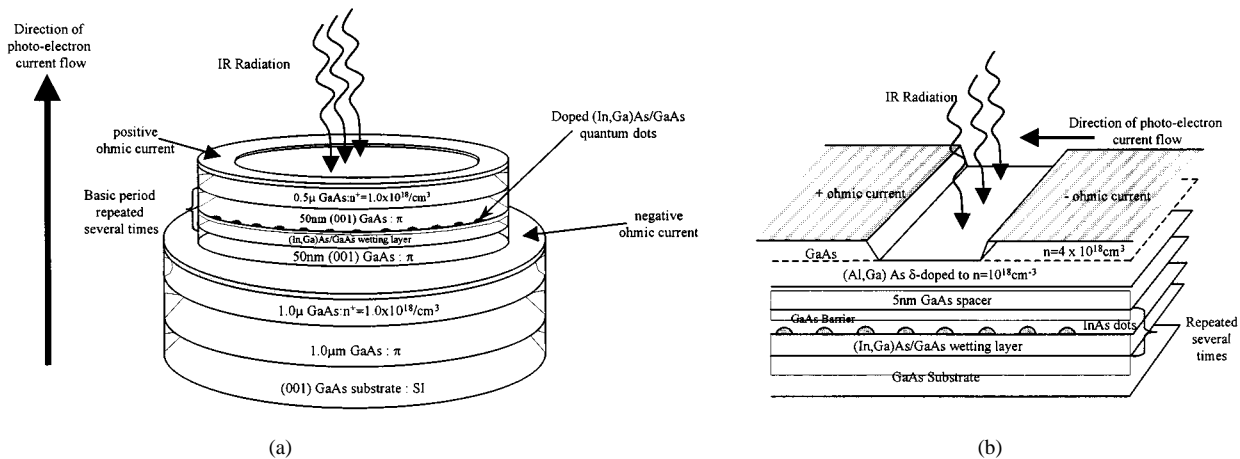 Direction of
photo-electron
current flow
IR Radiation
positive
ohmic current
Doped (In,Ga)As/GaAs
quantum dots
Basic period
repeated
several times
negative
ohmic current
0.5μ GaAs:n⁺=1.0x10¹⁸/cm³
50nm (001) GaAs : π
(In,Ga)As/GaAs wetting layer
50nm (001) GaAs : π
1.0μ GaAs:n⁺=1.0x10¹⁸/cm³
1.0μm GaAs : π
(001) GaAs substrate : SI
(a)
IR Radiation
Direction of photo-electron
current flow
+ ohmic current
- ohmic current
GaAs
n=4 x 10¹⁸cm³
(Al,Ga) As δ-doped to n=10¹⁸cm⁻³
5nm GaAs spacer
GaAs Barrier
InAs dots
(In,Ga)As/GaAs wetting layer
GaAs Substrate
Repeated
several
times
(b)